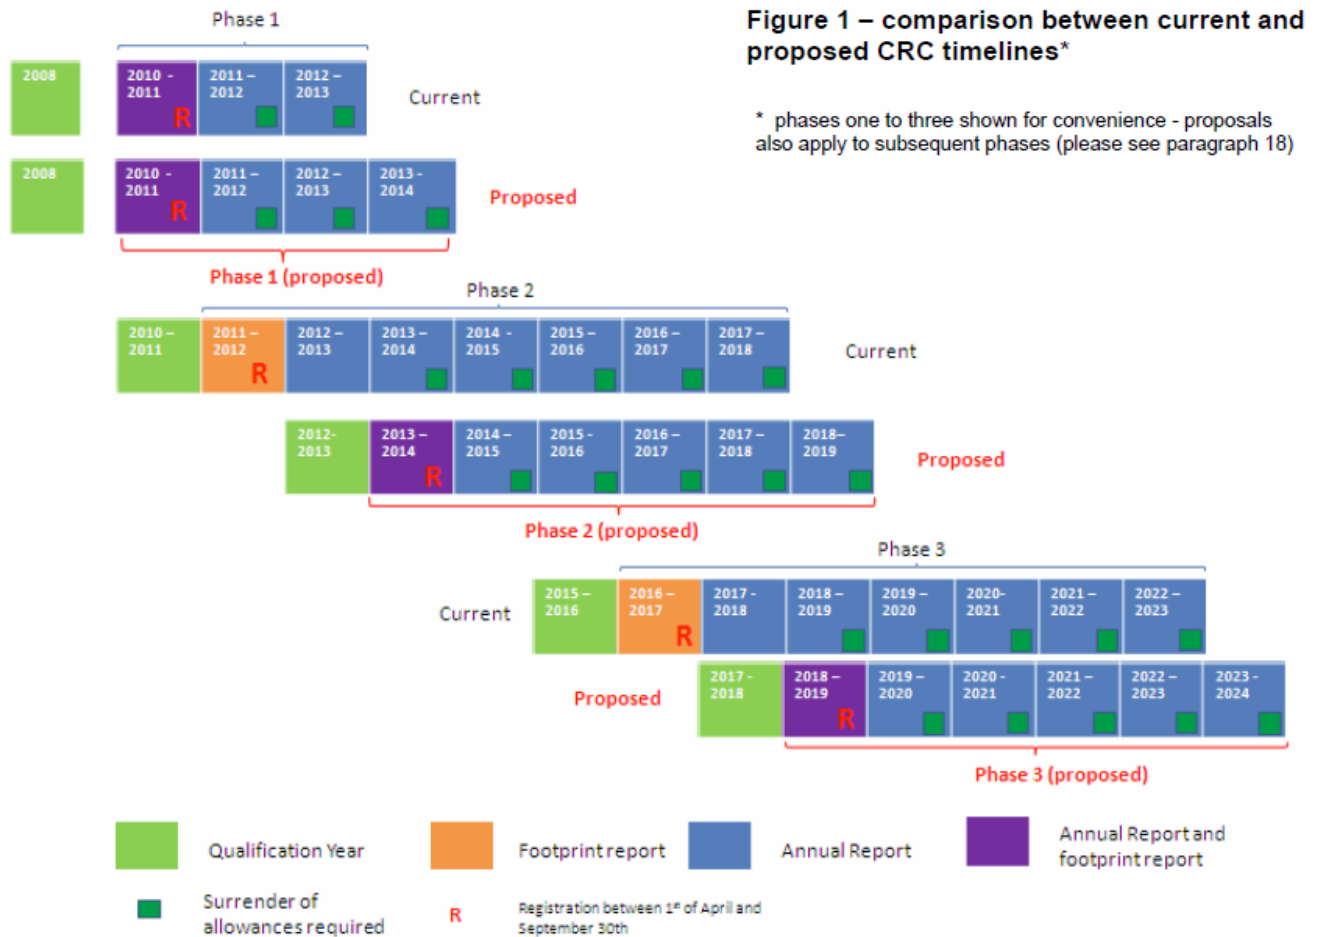 Figure 1 – comparison between current and
proposed CRC timelines*
* phases one to three shown for convenience - proposals
also apply to subsequent phases (please see paragraph 18)
Phase 1
2008
2010 -
2011
R
2011 –
2012
2012 –
2013
Current
2008
2010 -
2011
R
2011 –
2012
2012 –
2013
2013 -
2014
Proposed
Phase 1 (proposed)
Phase 2
2010 –
2011
2011 –
2012
R
2012 –
2013
2013 –
2014
2014 -
2015
2015 –
2016
2016 –
2017
2017 –
2018
Current
2012-
2013
2013 –
2014
R
2014 –
2015
2015 -
2016
2016 –
2017
2017 –
2018
2018–
2019
Proposed
Phase 2 (proposed)
Phase 3
Current
2015 –
2016
2016 –
2017
R
2017 -
2018
2018 –
2019
2019 –
2020
2020-
2021
2021 –
2022
2022 –
2023
Proposed
2017 -
2018
2018 –
2019
R
2019 –
2020
2020 -
2021
2021 –
2022
2022 –
2023
2023 -
2024
Phase 3 (proposed)
Qualification Year
Footprint report
Annual Report
Annual Report and
footprint report
Surrender of
allowances required
R
Registration between 1st of April and
September 30th